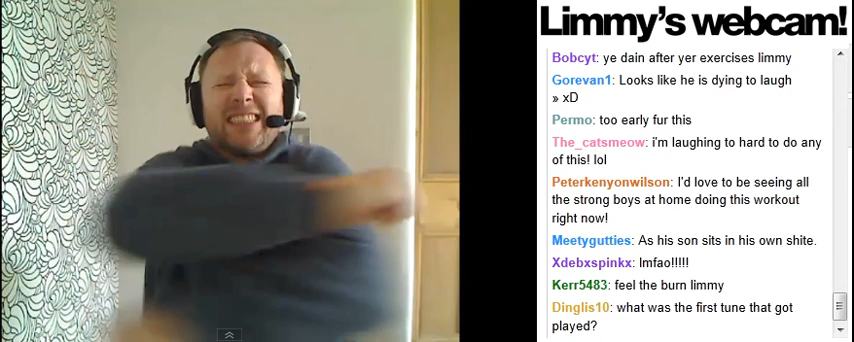 Limmy's webcam!
Bobcyt: ye dain after yer exercises limmy
Gorevan1: Looks like he is dying to laugh
» xD
Permo: too early fur this
The_catsmeow: i'm laughing to hard to do any
of this! lol
Peterkenyonwilson: I'd love to be seeing all
the strong boys at home doing this workout
right now!
Meetygutties: As his son sits in his own shite.
Xdebxspinkx: lmfao!!!!!
Kerr5483: feel the burn limmy
Dinglis10: what was the first tune that got
played?